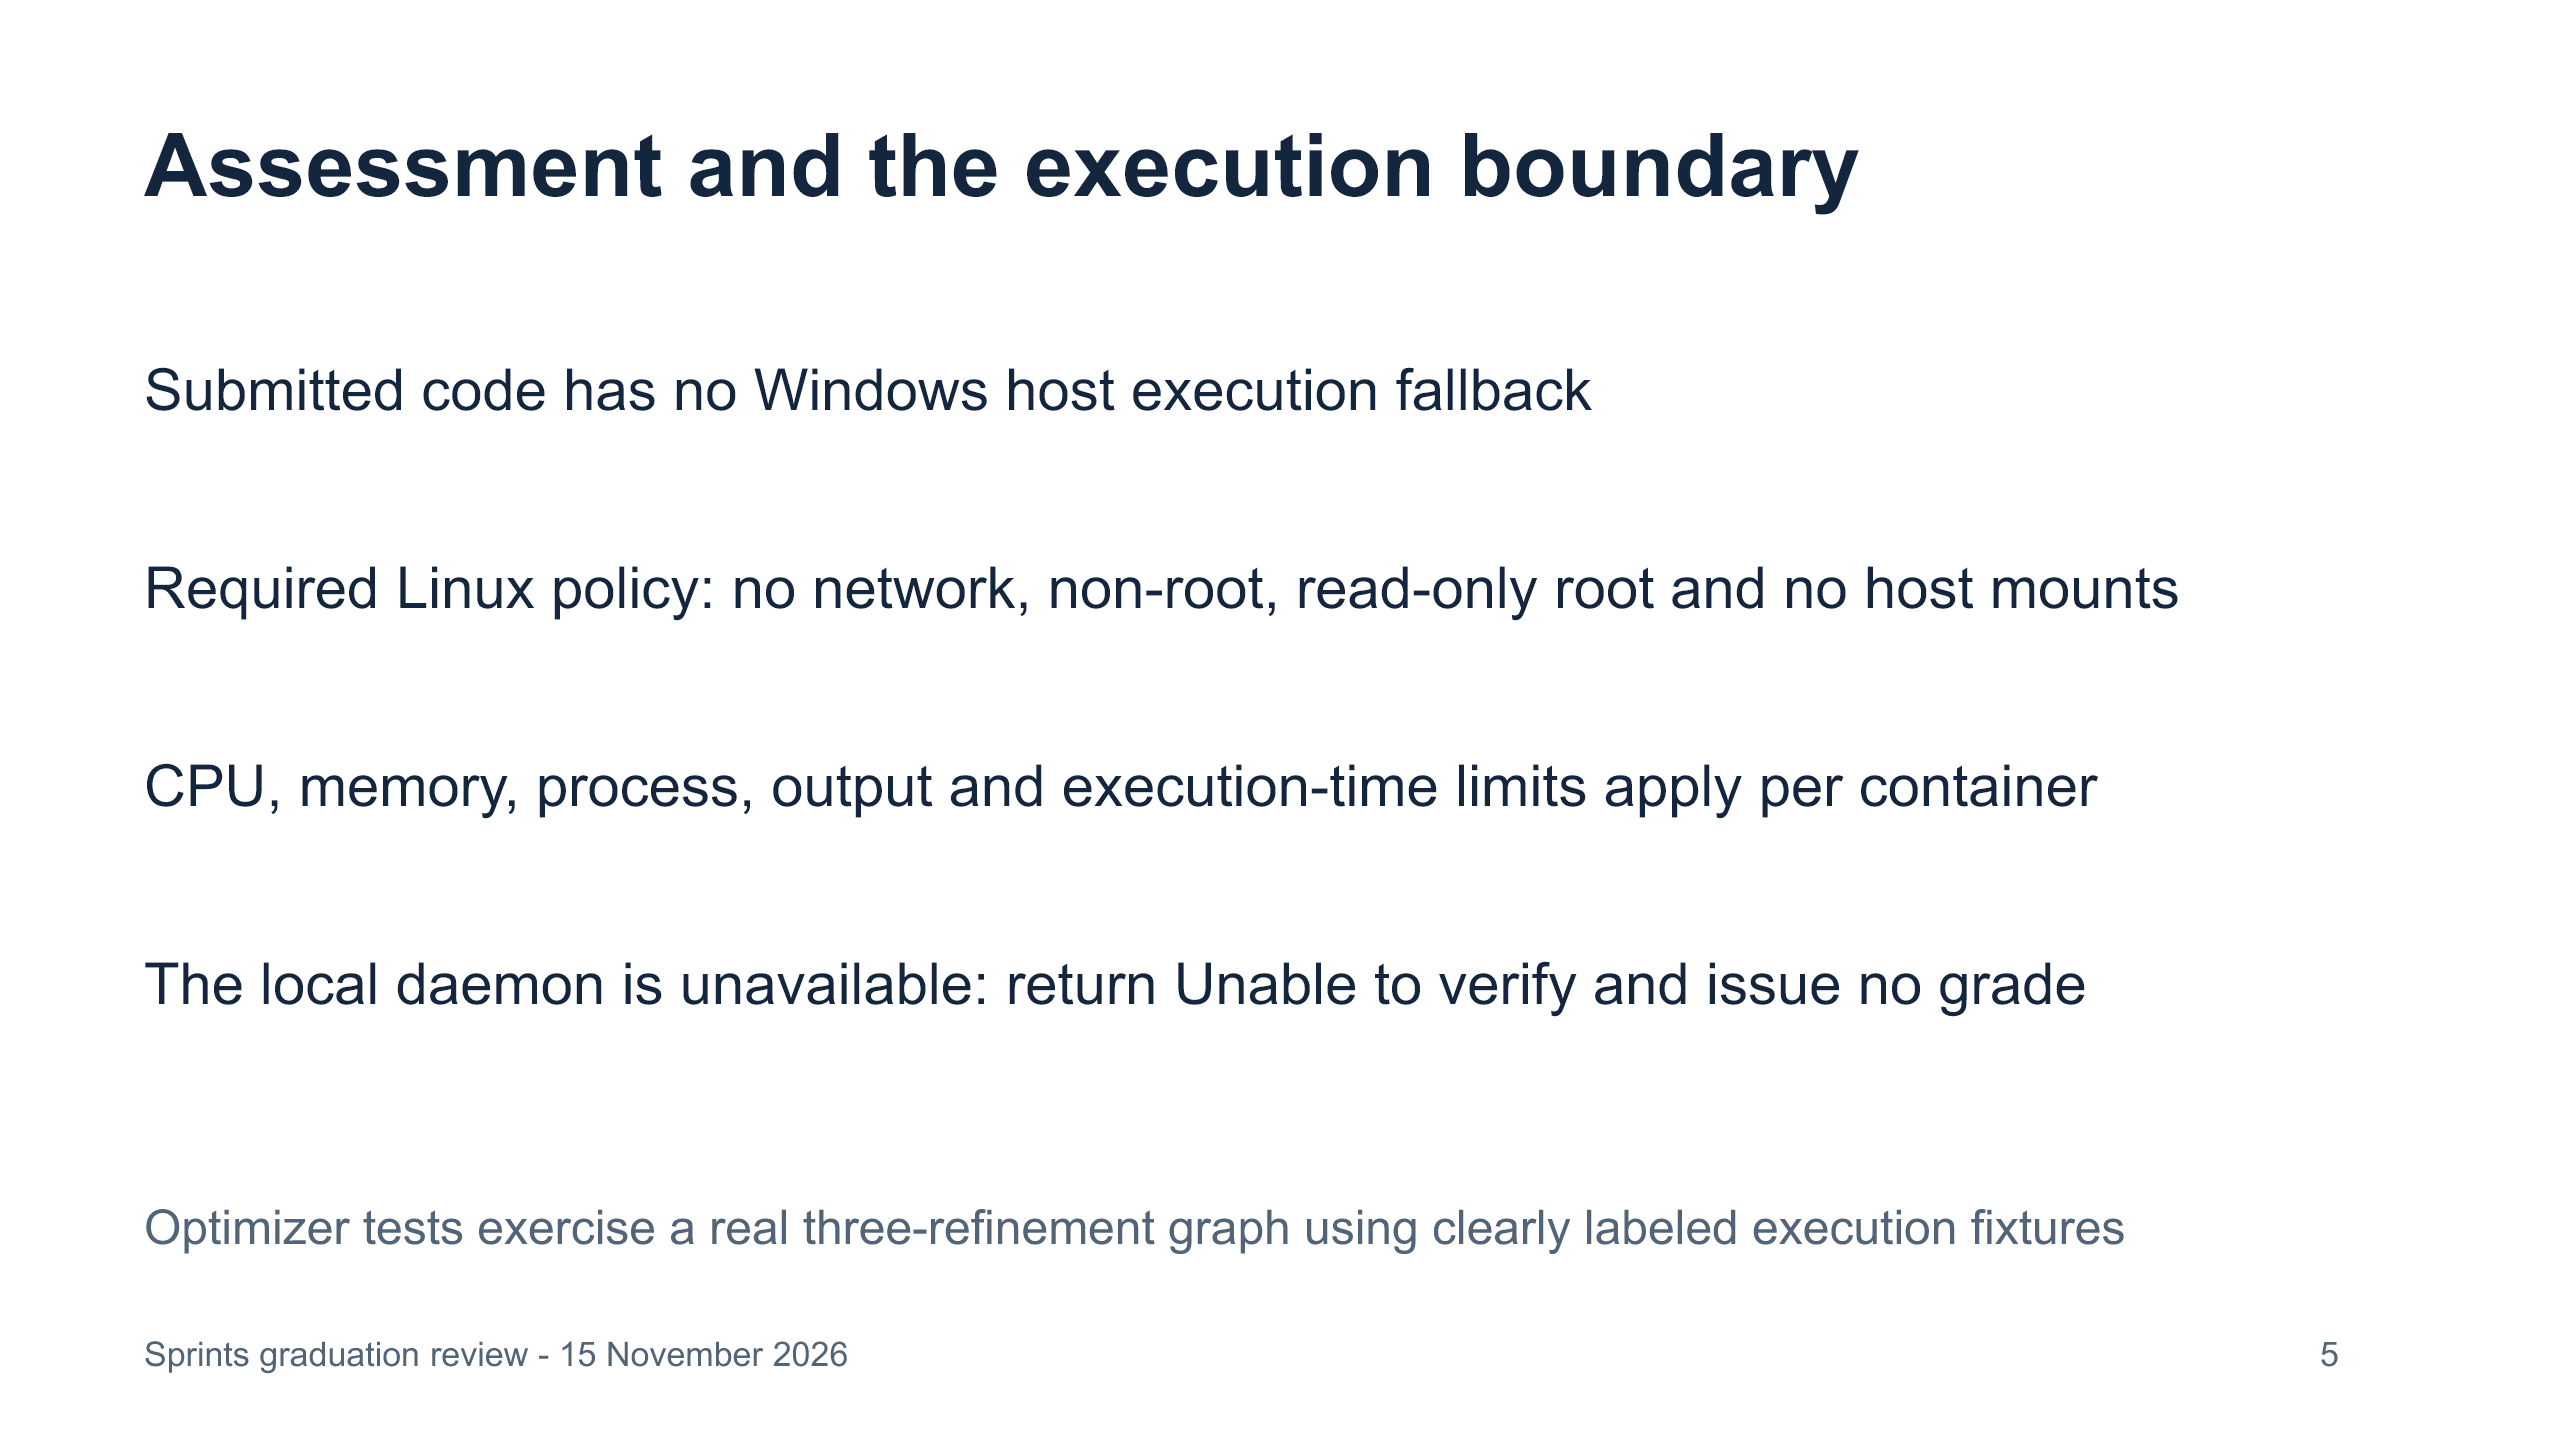 Assessment and the execution boundary
Submitted code has no Windows host execution fallback
Required Linux policy: no network, non-root, read-only root and no host mounts
CPU, memory, process, output and execution-time limits apply per container
The local daemon is unavailable: return Unable to verify and issue no grade
Optimizer tests exercise a real three-refinement graph using clearly labeled execution fixtures
Sprints graduation review - 15 November 2026
5